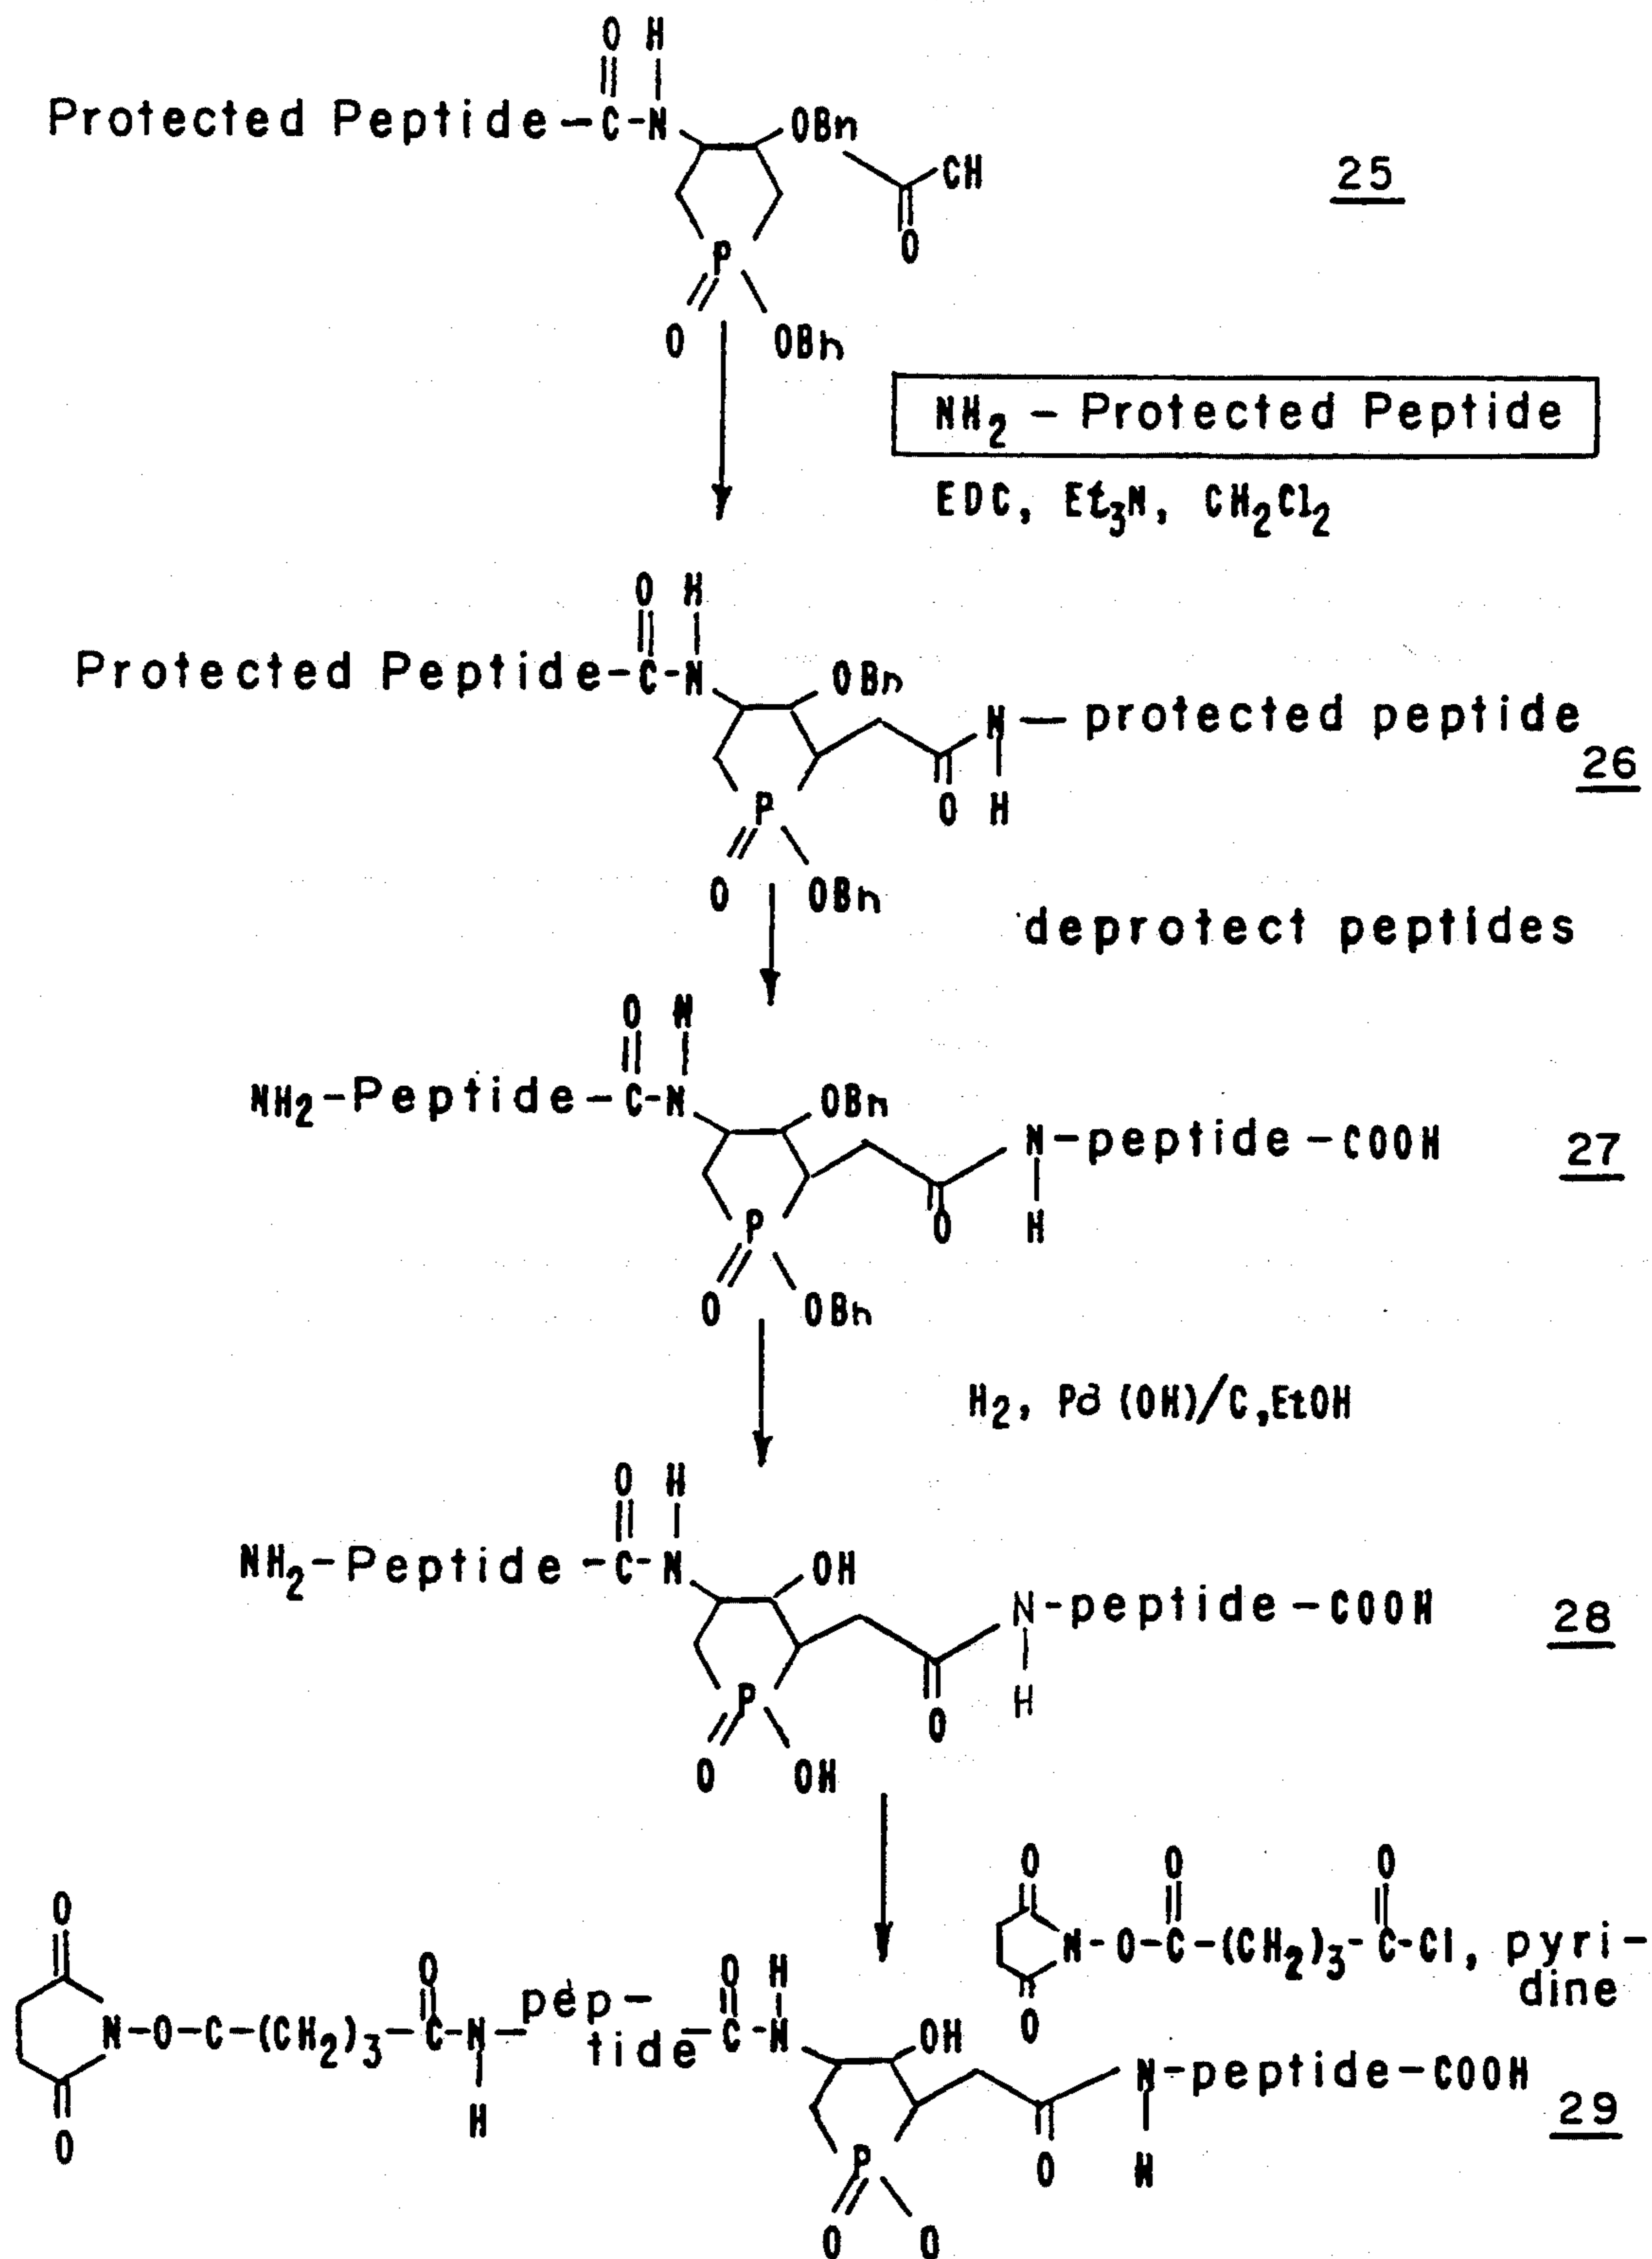 O H
Protected Peptide-C-N OBn
CH
25
O
P
O OBn
NH2 - Protected Peptide
EDC, Et3N, CH2Cl2
O H
Protected Peptide-C-N OBn
N - protected peptide
26
O H
P
O OBn
deprotect peptides
O N
NH2-Peptide-C-N OBn
N-peptide-COOH
27
O H
P
O OBn
H2, Pd (OH)/C, EtOH
O H
NH2-Peptide-C-N OH
N-peptide-COOH
28
O H
P
O OH
O O O
N-O-C-(CH2)3-C-Cl, pyri-
dine
O
O O O H
N-O-C-(CH2)3-C-N-pep-
tide-C-N OH
N-peptide-COOH
29
O H O H
P
O O